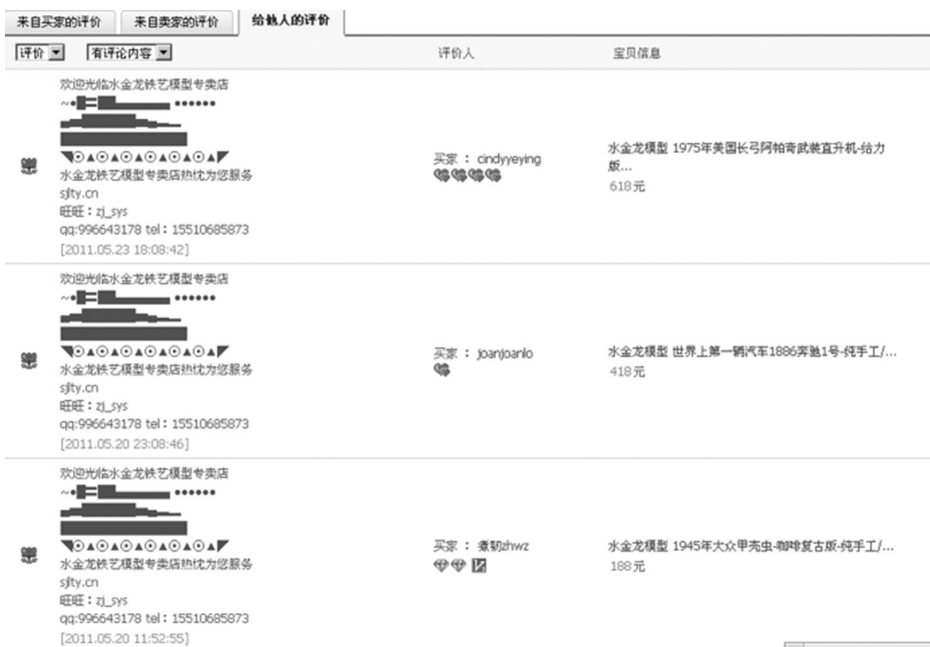 来自买家的评价 来自卖家的评价 给他人的评价
评价 有评论内容 评价人 宝贝信息
欢迎光临水金龙铁艺模型专卖店
水金龙铁艺模型专卖店热忱为您服务
sjlty.cn
旺旺：zj_sys
qq:996643178 tel：15510685873
[2011.05.23 18:08:42]
买家 ： cindyyeying
水金龙模型 1975年美国长弓阿帕奇武装直升机-给力
版...
618元
欢迎光临水金龙铁艺模型专卖店
水金龙铁艺模型专卖店热忱为您服务
sjlty.cn
旺旺：zj_sys
qq:996643178 tel：15510685873
[2011.05.20 23:08:46]
买家 ： joanjoanlo
水金龙模型 世界上第一辆汽车1886奔驰1号-纯手工/...
418元
欢迎光临水金龙铁艺模型专卖店
水金龙铁艺模型专卖店热忱为您服务
sjlty.cn
旺旺：zj_sys
qq:996643178 tel：15510685873
[2011.05.20 11:52:55]
买家 ： 煮韧zhwz
水金龙模型 1945年大众甲壳虫-咖啡复古版-纯手工/...
188元